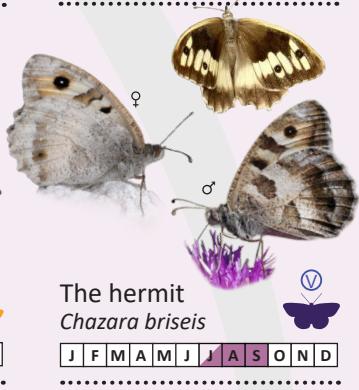 ♀
♂
The hermit
V
Chazara briseis
J F M A M J J A S O N D